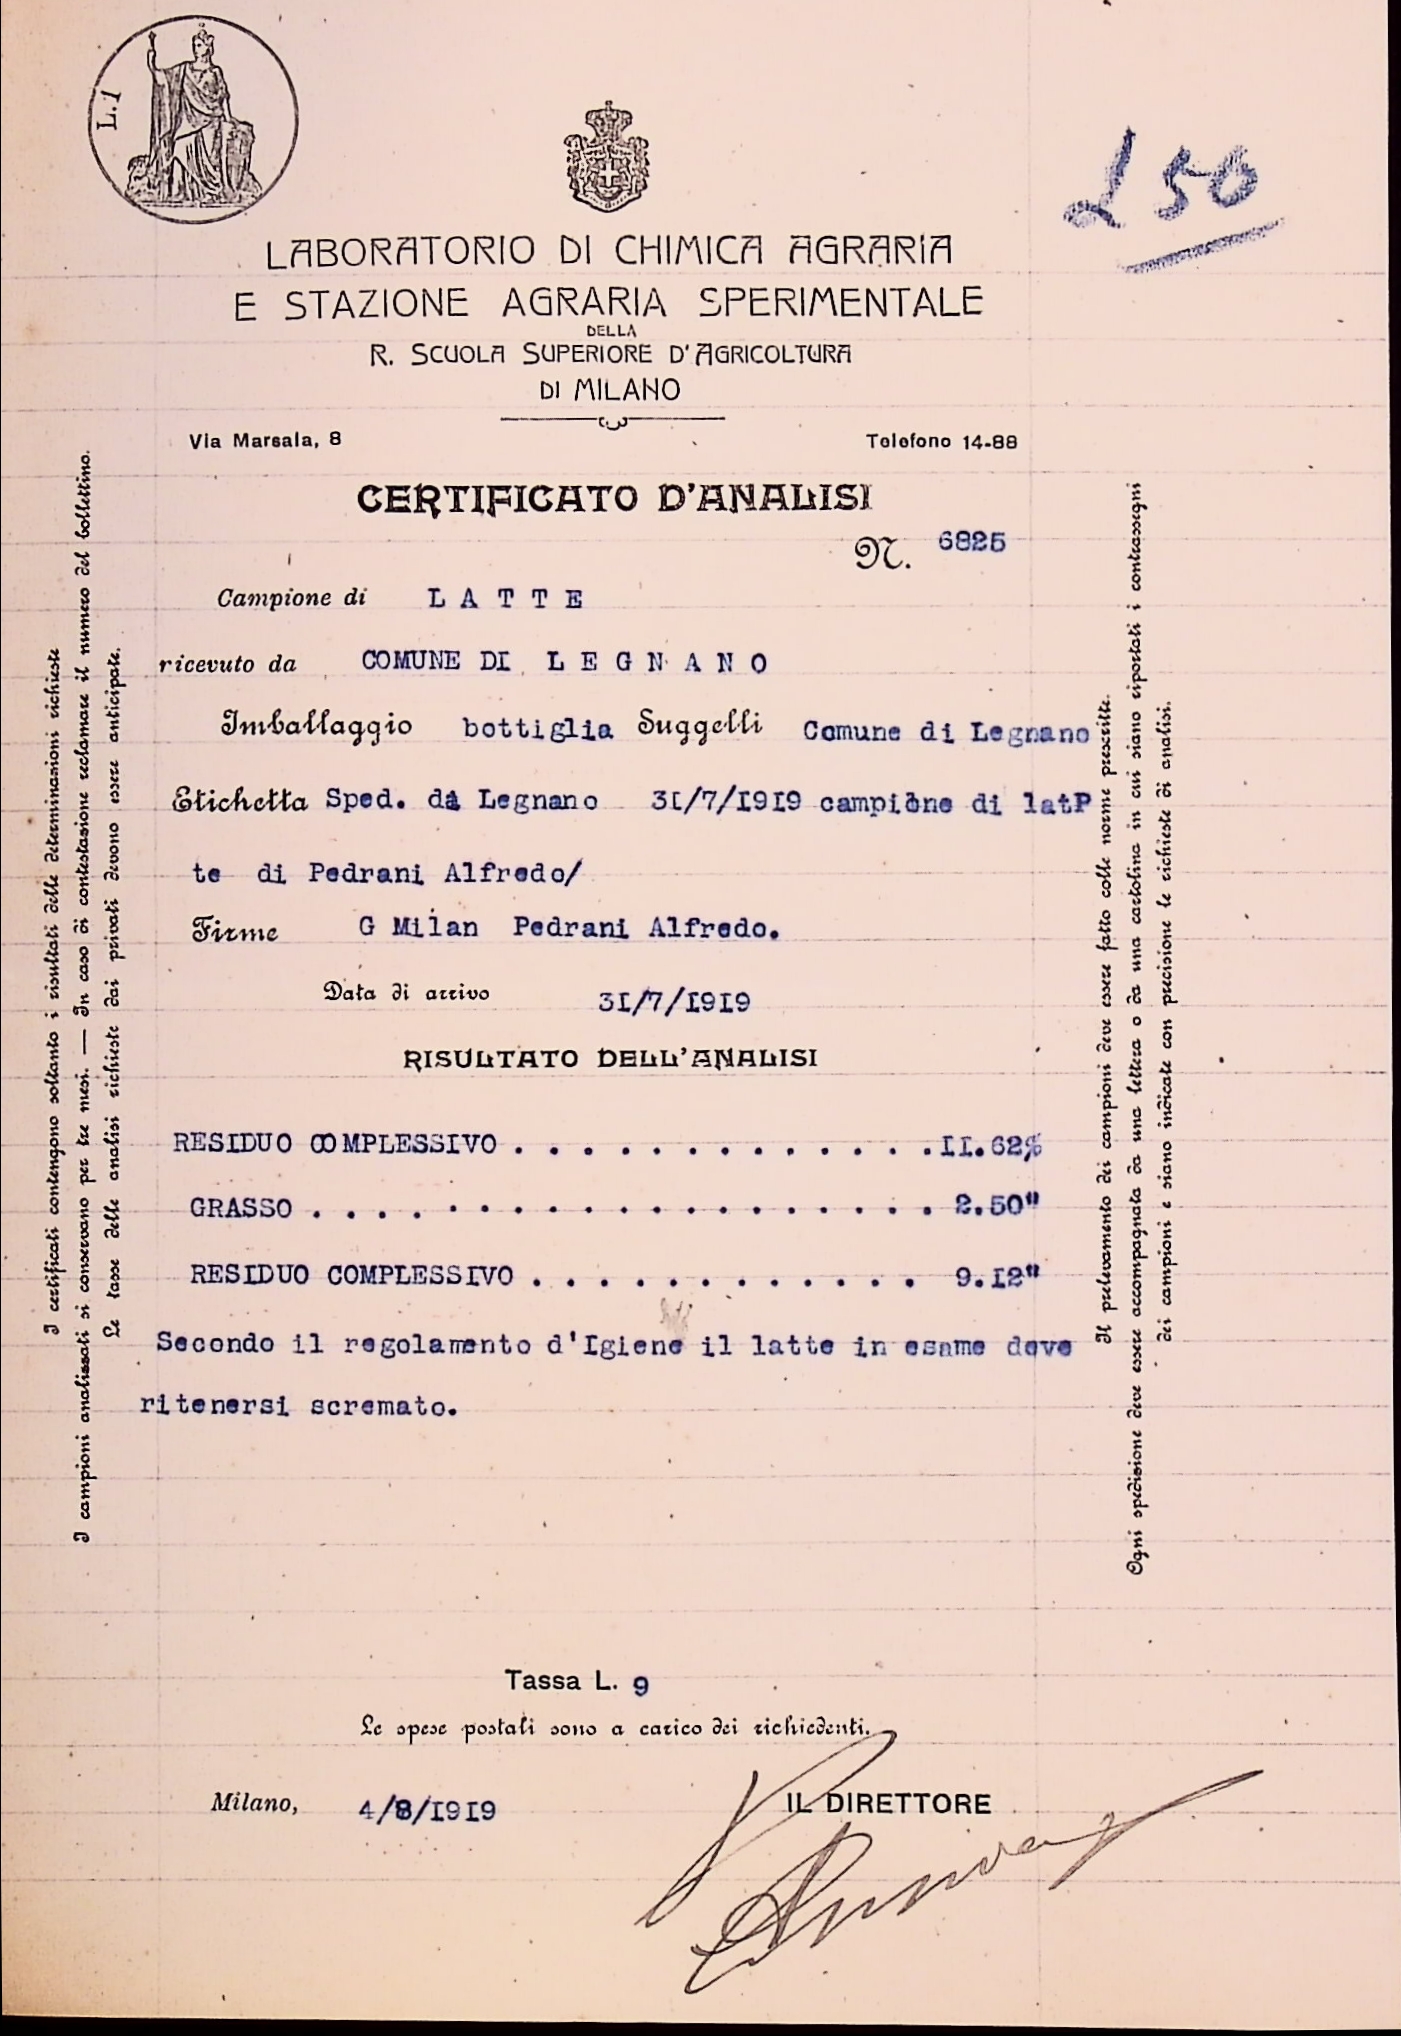 L.1
£ 50
LABORATORIO DI CHIMICA AGRARIA
E STAZIONE AGRARIA SPERIMENTALE
DELLA
R. SCUOLA SUPERIORE D'AGRICOLTURA
DI MILANO
Via Marsala, 8 Telefono 14-88
CERTIFICATO D'ANALISI
N. 6825
Campione di L A T T E
ricevuto da COMUNE DI L E G N A N O
Imballaggio bottiglia Suggelli Comune di Legnano
Etichetta Sped. da Legnano 31/7/1919 campione di latP
te di Pedrani Alfredo/
Firme G Milan Pedrani Alfredo.
Data di arrivo 31/7/1919
RISULTATO DELL'ANALISI
RESIDUO COMPLESSIVO . . . . . . . . . . . . . .11.62%
GRASSO . . . . . . . . . . . . . . . . . . . 2.50"
RESIDUO COMPLESSIVO . . . . . . . . . . . . 9.12"
Secondo il regolamento d'Igiene il latte in esame deve
ritenersi scremato.
Tassa L. 9
Le spese postali sono a carico dei richiedenti.
Milano, 4/8/1919 IL DIRETTORE
I certificati contengono soltanto i risultati delle determinazioni richieste
I campioni analizzati si conservano per tre mesi. — In caso di contestazione reclamare il numero del bollettino.
Le tasse delle analisi richieste dai privati devono essere anticipate.
Il prelevamento dei campioni deve essere fatto colle norme prescritte.
Ogni spedizione deve essere accompagnata da una lettera o da una cartolina in cui siano riportati i contrassegni
dei campioni e siano indicate con precisione le richieste di analisi.